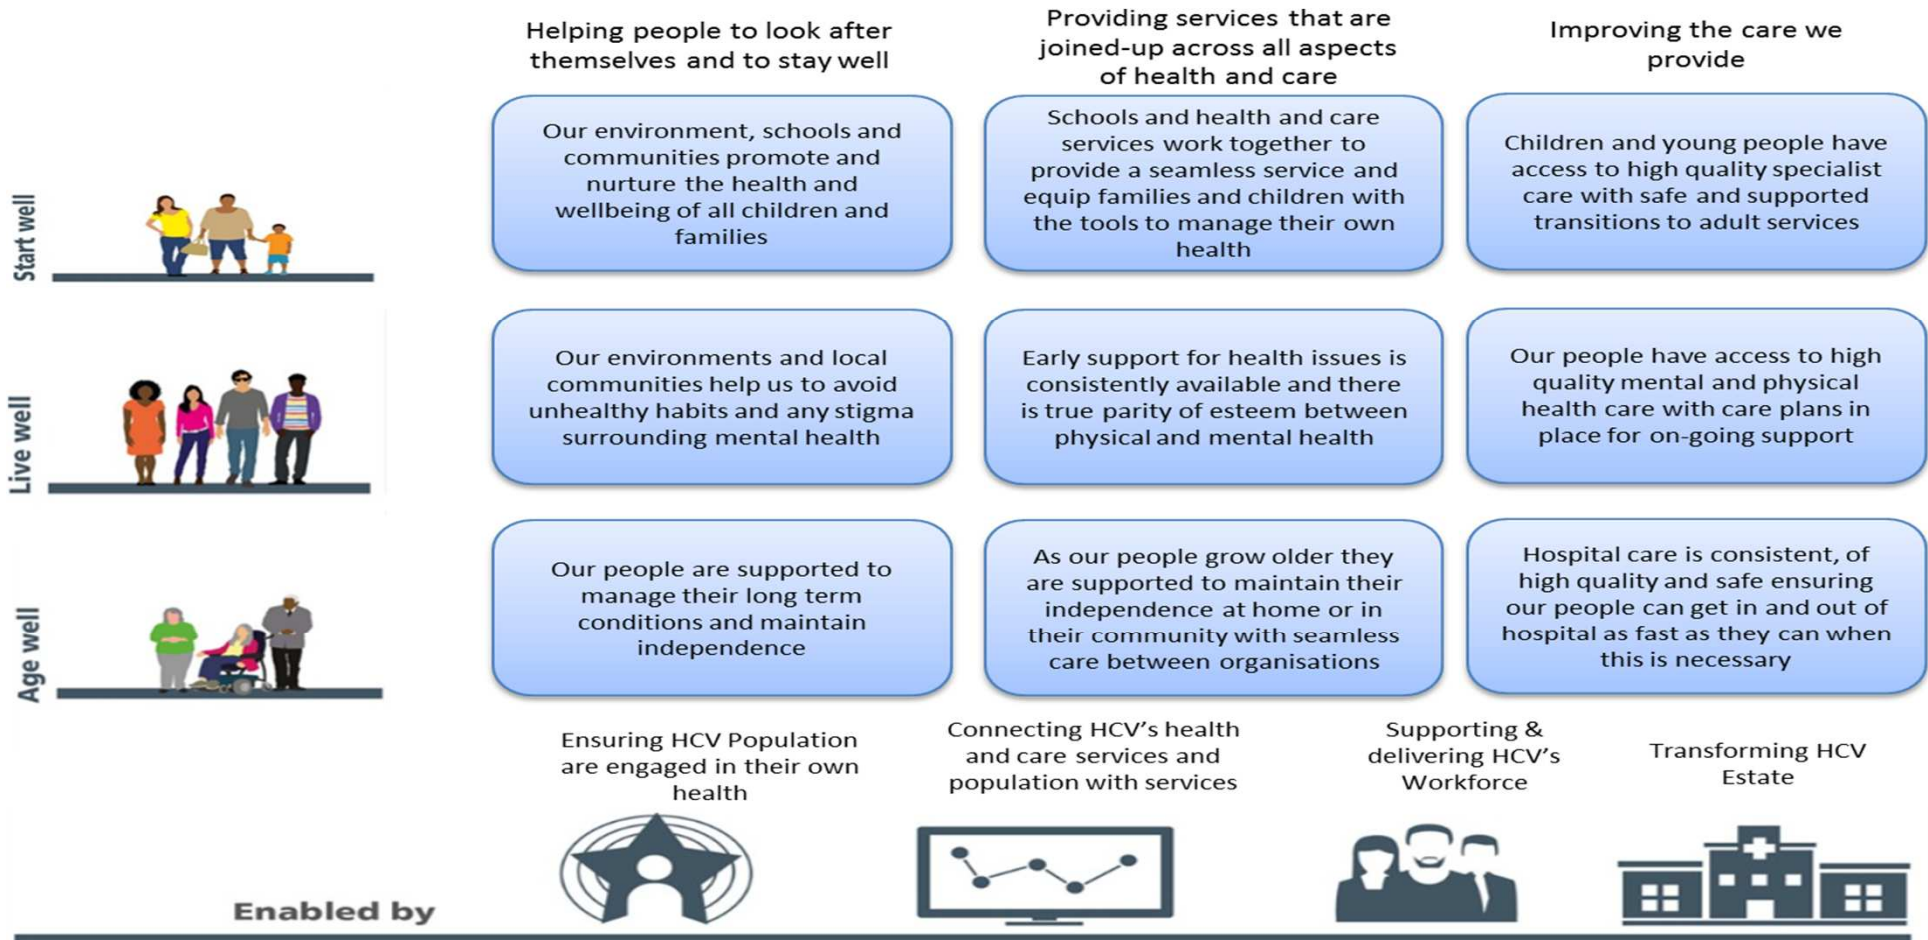 Helping people to look after
themselves and to stay well
Providing services that are
joined-up across all aspects
of health and care
Improving the care we
provide
Start well
Our environment, schools and
communities promote and
nurture the health and
wellbeing of all children and
families
Schools and health and care
services work together to
provide a seamless service and
equip families and children with
the tools to manage their own
health
Children and young people have
access to high quality specialist
care with safe and supported
transitions to adult services
Live well
Our environments and local
communities help us to avoid
unhealthy habits and any stigma
surrounding mental health
Early support for health issues is
consistently available and there
is true parity of esteem between
physical and mental health
Our people have access to high
quality mental and physical
health care with care plans in
place for on-going support
Age well
Our people are supported to
manage their long term
conditions and maintain
independence
As our people grow older they
are supported to maintain their
independence at home or in
their community with seamless
care between organisations
Hospital care is consistent, of
high quality and safe ensuring
our people can get in and out of
hospital as fast as they can when
this is necessary
Enabled by
Ensuring HCV Population
are engaged in their own
health
Connecting HCV’s health
and care services and
population with services
Supporting &
delivering HCV’s
Workforce
Transforming HCV
Estate